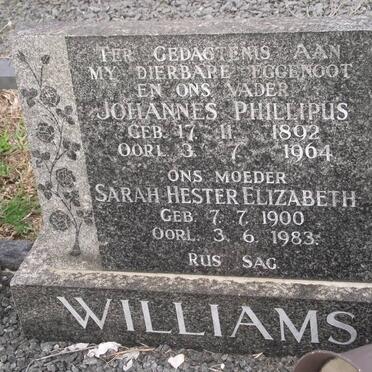 TER GEDAGTENIS AAN
MY DIERBARE EGGENOOT
EN ONS VADER
JOHANNES PHILLIPUS
GEB. 17. 11. 1892
OORL. 3. 7. 1964
ONS MOEDER
SARAH HESTER ELIZABETH
GEB. 7. 7. 1900
OORL. 3. 6. 1983.
RUS SAG.
WILLIAMS